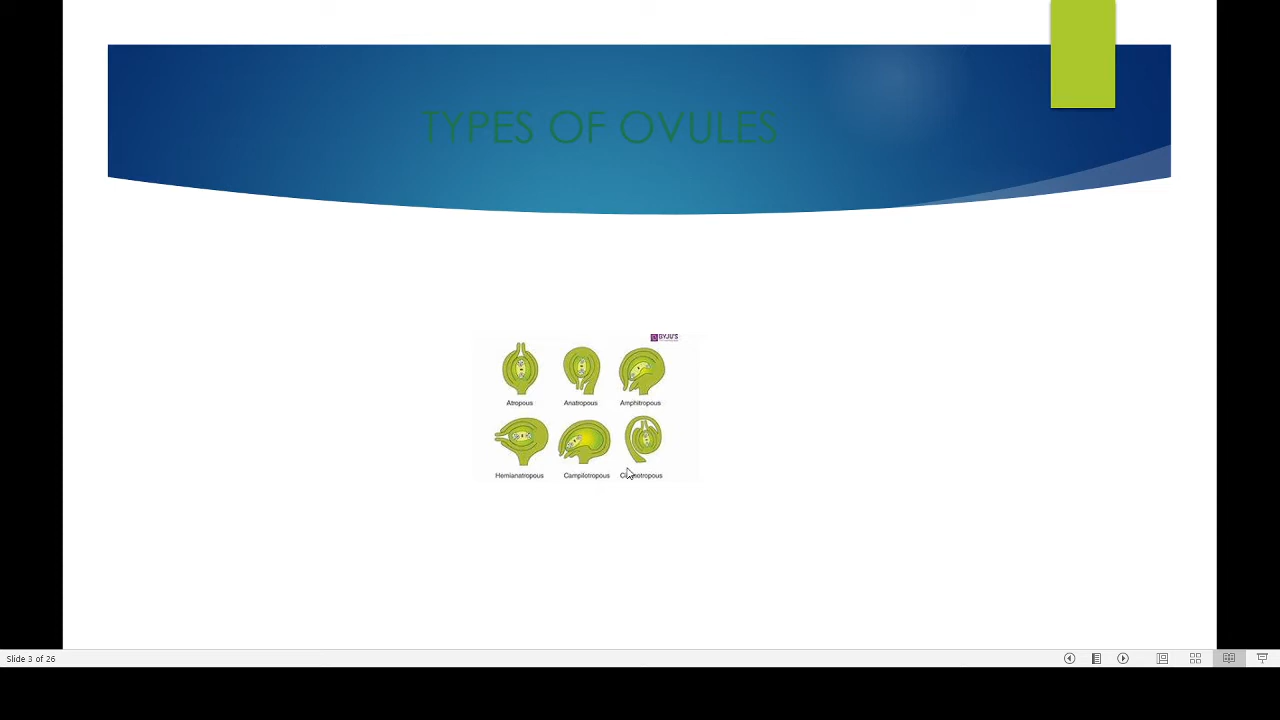 TYPES OF OVULES
BYJU'S
Atropous Anatropous Amphitropous
Hemianatropous Campilotropous
Slide 3 of 26